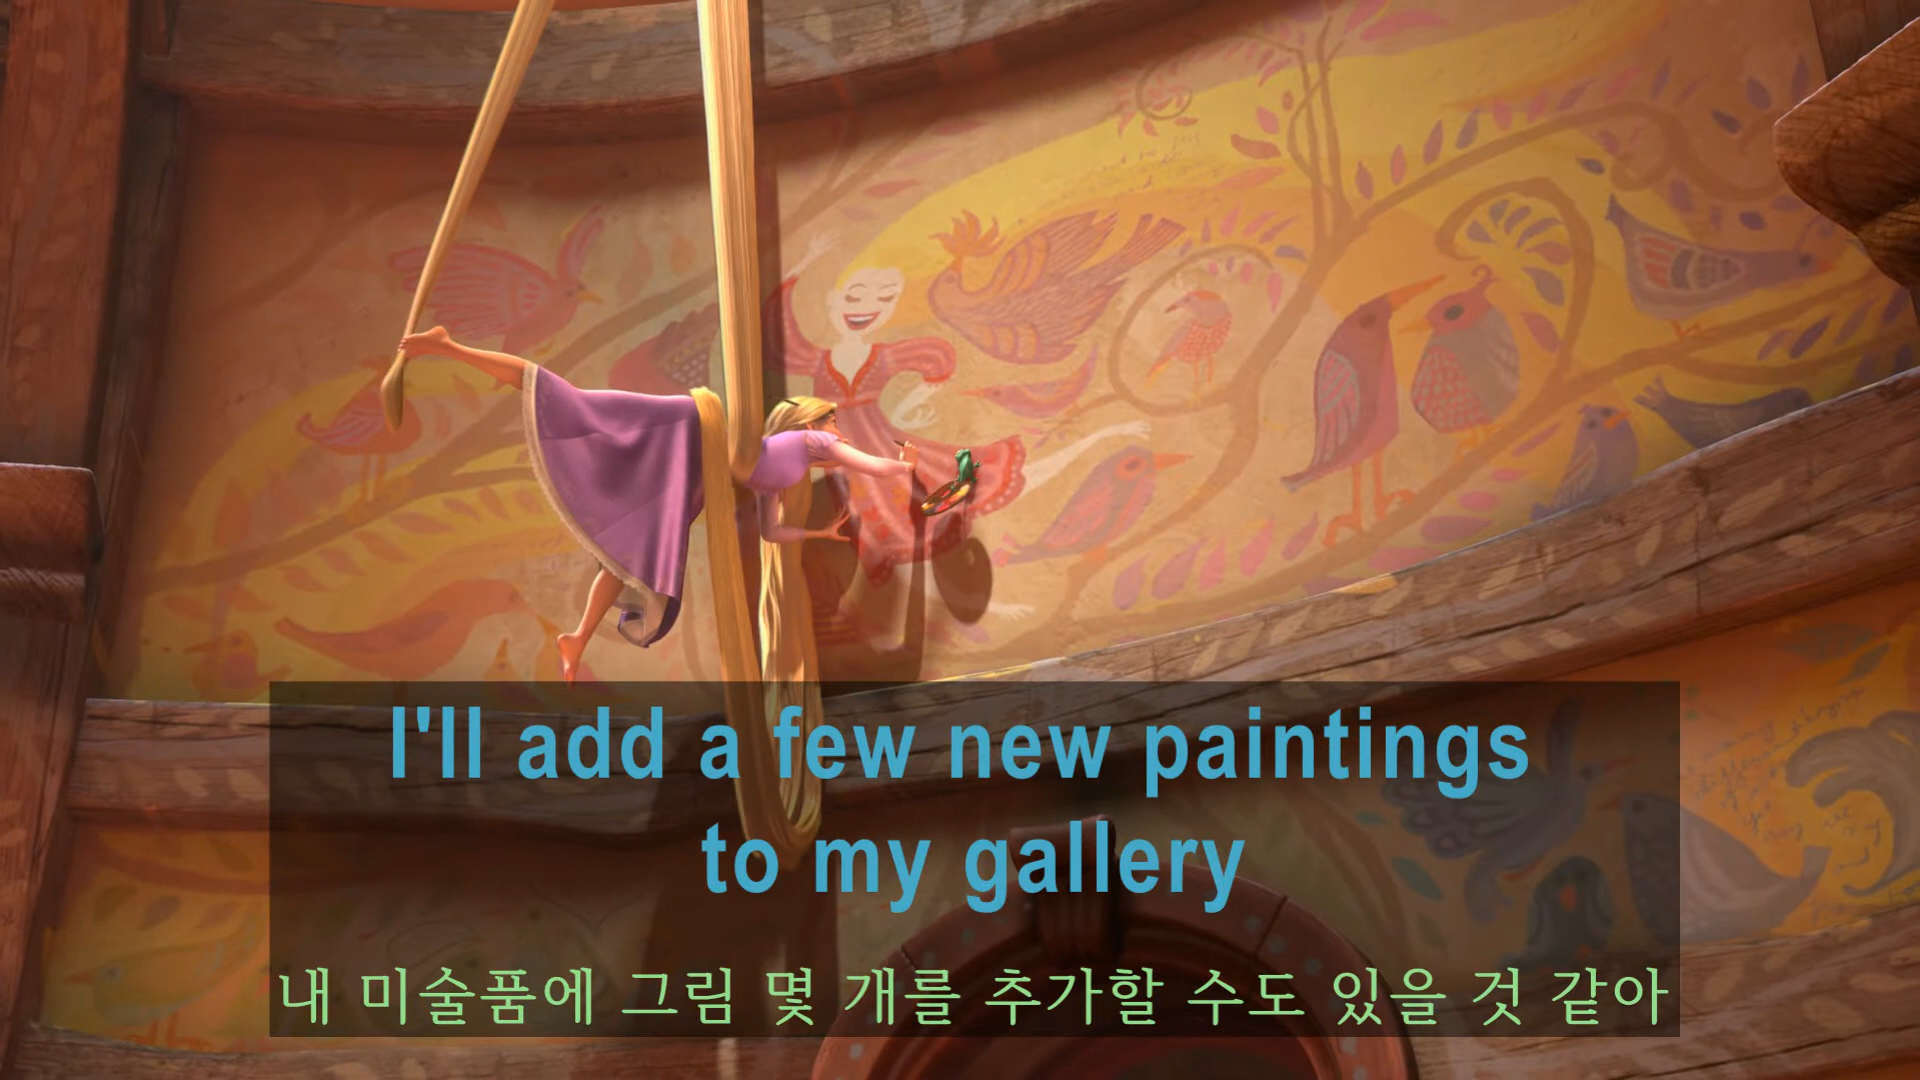 I'll add a few new paintings
to my gallery
내 미술품에 그림 몇 개를 추가할 수도 있을 것 같아